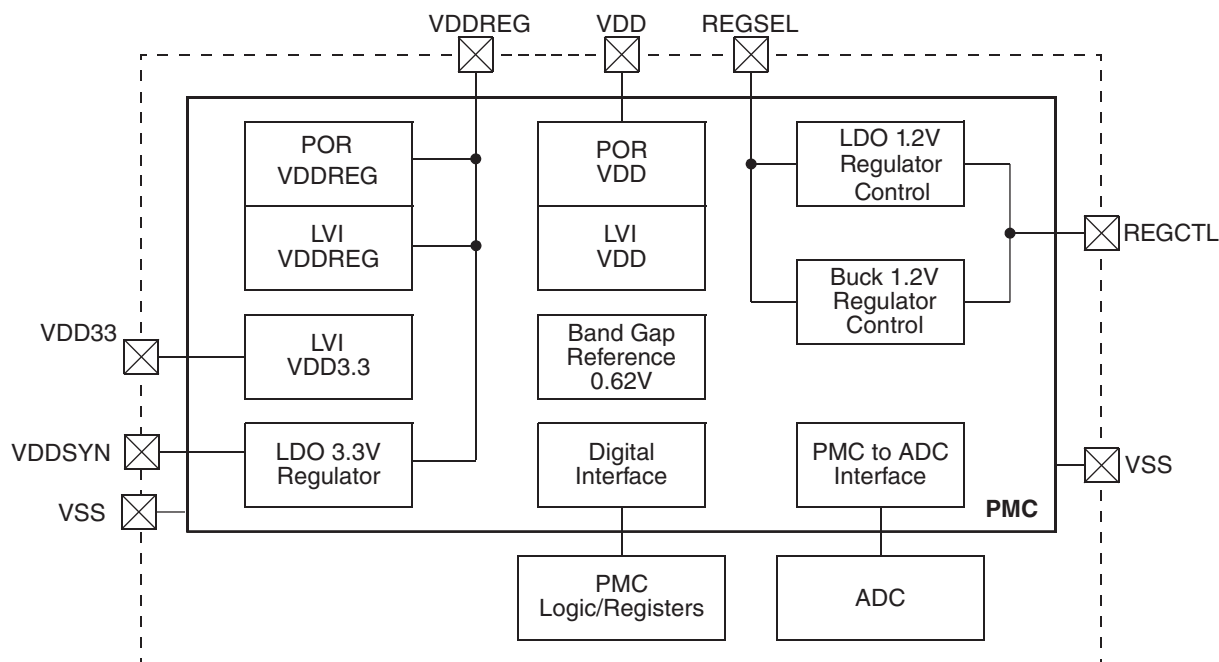 VDDREG
VDD
REGSEL
POR
VDDREG
POR
VDD
LDO 1.2V
Regulator
Control
LVI
VDDREG
LVI
VDD
REGCTL
Buck 1.2V
Regulator
Control
VDD33
LVI
VDD3.3
Band Gap
Reference
0.62V
VDDSYN
LDO 3.3V
Regulator
Digital
Interface
PMC to ADC
Interface
VSS
VSS
PMC
PMC
Logic/Registers
ADC